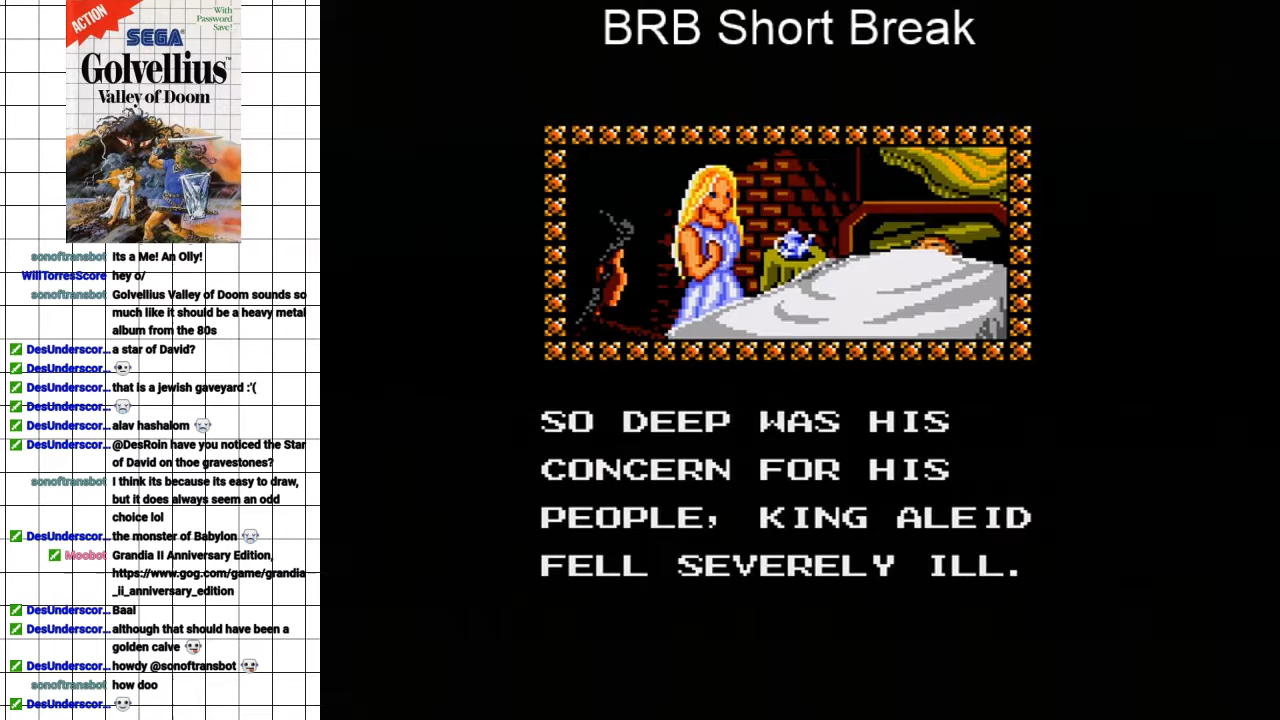 ACTION
With
Password
Save!
SEGA
Golvellius™
Valley of Doom
sonoftransbot Its a Me! An Olly!
WillTorresScore hey o/
sonoftransbot Golvellius Valley of Doom sounds so
much like it should be a heavy metal
album from the 80s
DesUnderscor... a star of David?
DesUnderscor...
DesUnderscor... that is a jewish gaveyard :'(
DesUnderscor...
DesUnderscor... alav hashalom
DesUnderscor... @DesRoin have you noticed the Star
of David on thoe gravestones?
sonoftransbot I think its because its easy to draw,
but it does always seem an odd
choice lol
DesUnderscor... the monster of Babylon
Moobot Grandia II Anniversary Edition,
https://www.gog.com/game/grandia
_ii_anniversary_edition
DesUnderscor... Baal
DesUnderscor... although that should have been a
golden calve
DesUnderscor... howdy @sonoftransbot
sonoftransbot how doo
DesUnderscor...
BRB Short Break
SO DEEP WAS HIS
CONCERN FOR HIS
PEOPLE, KING ALEID
FELL SEVERELY ILL.